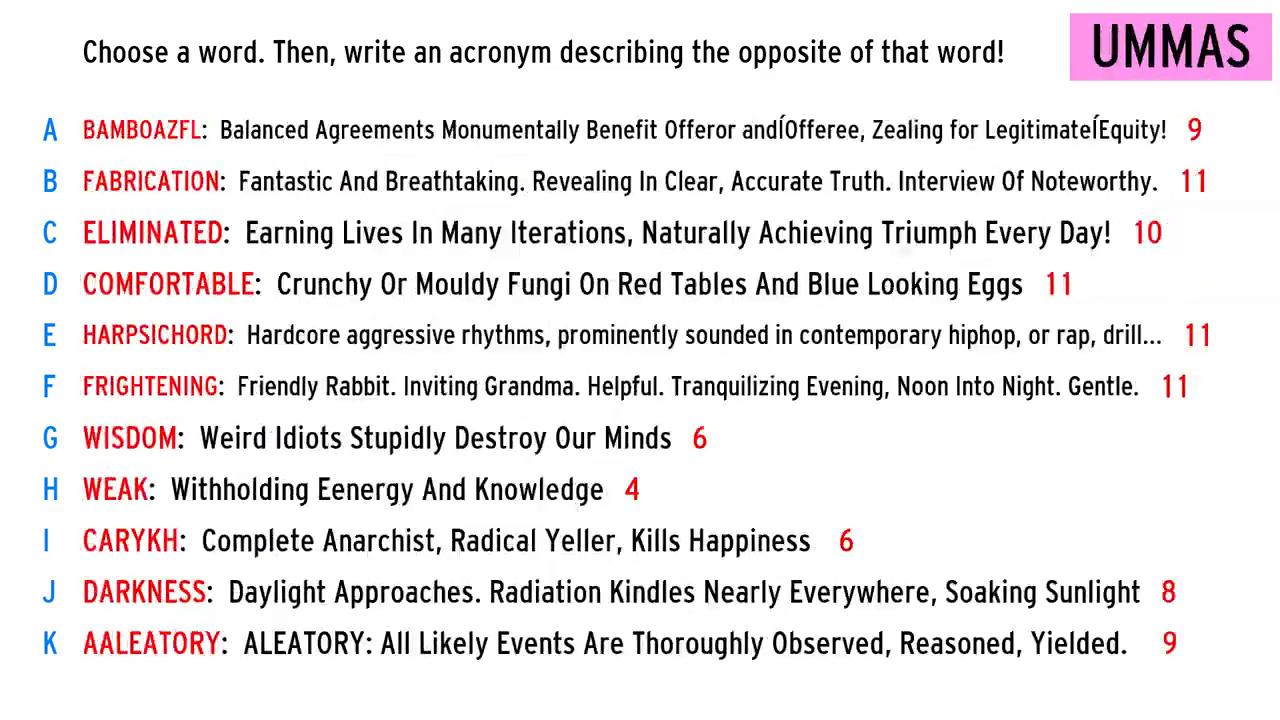 Choose a word. Then, write an acronym describing the opposite of that word!
UMMAS
A BAMBOAZFL: Balanced Agreements Monumentally Benefit Offeror andÍOfferee, Zealing for LegitimateÍEquity! 9
B FABRICATION: Fantastic And Breathtaking. Revealing In Clear, Accurate Truth. Interview Of Noteworthy. 11
C ELIMINATED: Earning Lives In Many Iterations, Naturally Achieving Triumph Every Day! 10
D COMFORTABLE: Crunchy Or Mouldy Fungi On Red Tables And Blue Looking Eggs 11
E HARPSICHORD: Hardcore aggressive rhythms, prominently sounded in contemporary hiphop, or rap, drill... 11
F FRIGHTENING: Friendly Rabbit. Inviting Grandma. Helpful. Tranquilizing Evening, Noon Into Night. Gentle. 11
G WISDOM: Weird Idiots Stupidly Destroy Our Minds 6
H WEAK: Withholding Eenergy And Knowledge 4
I CARYKH: Complete Anarchist, Radical Yeller, Kills Happiness 6
J DARKNESS: Daylight Approaches. Radiation Kindles Nearly Everywhere, Soaking Sunlight 8
K AALEATORY: ALEATORY: All Likely Events Are Thoroughly Observed, Reasoned, Yielded. 9